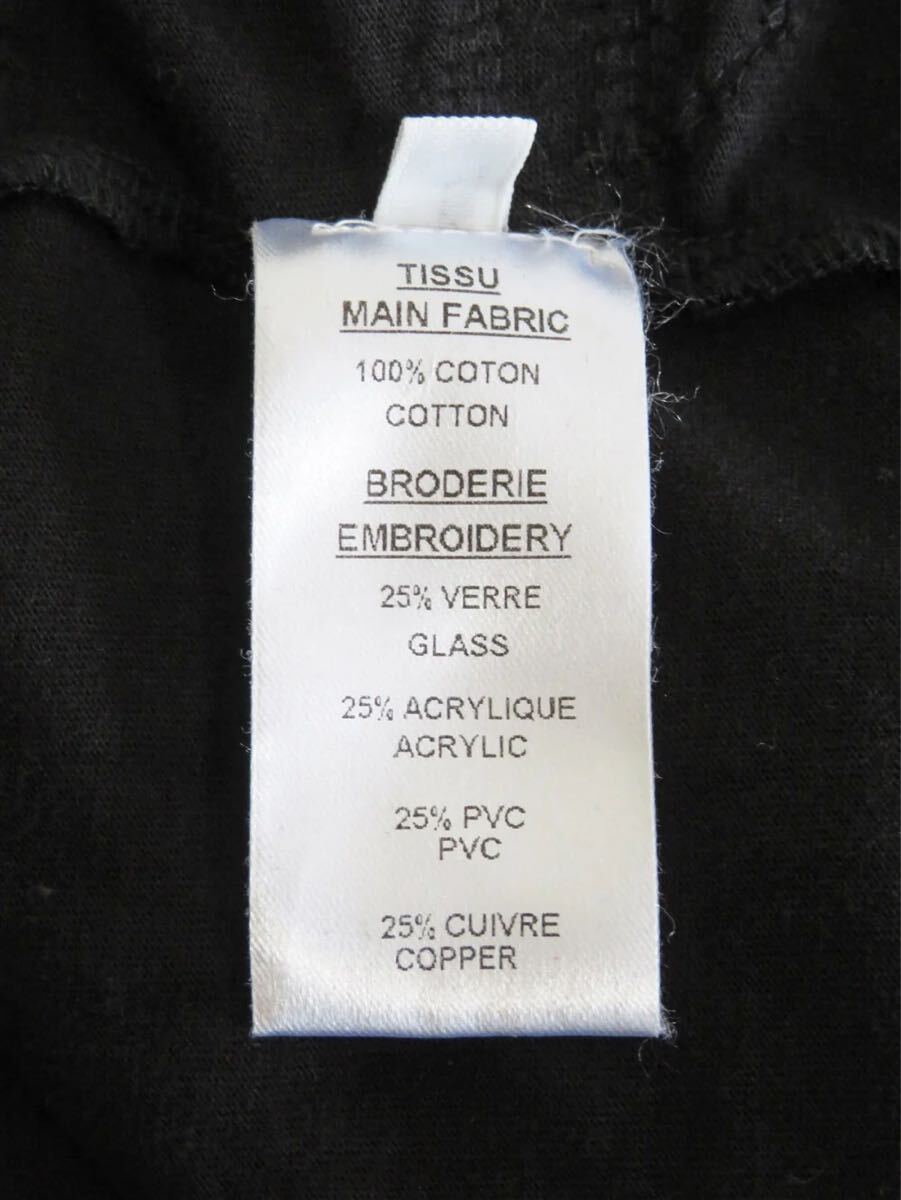 TISSU
MAIN FABRIC
100% COTON
COTTON
BRODERIE
EMBROIDERY
25% VERRE
GLASS
25% ACRYLIQUE
ACRYLIC
25% PVC
PVC
25% CUIVRE
COPPER